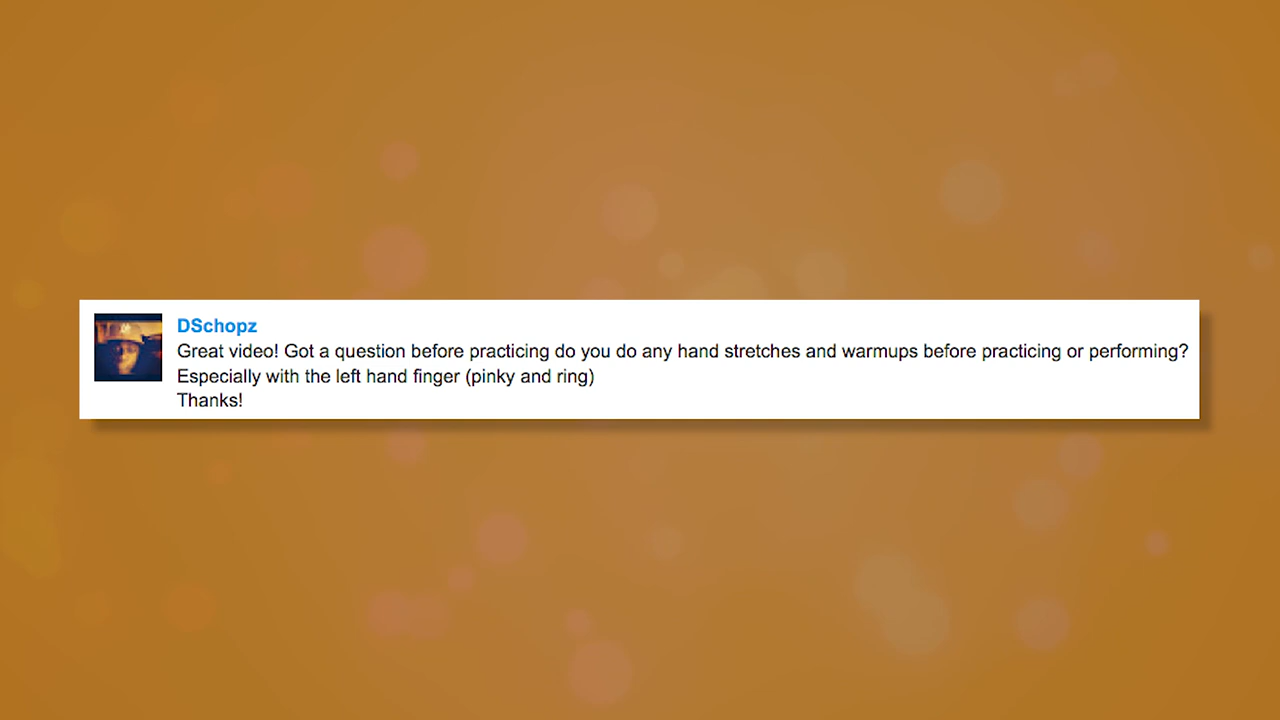 DSchopz
Great video! Got a question before practicing do you do any hand stretches and warmups before practicing or performing?
Especially with the left hand finger (pinky and ring)
Thanks!